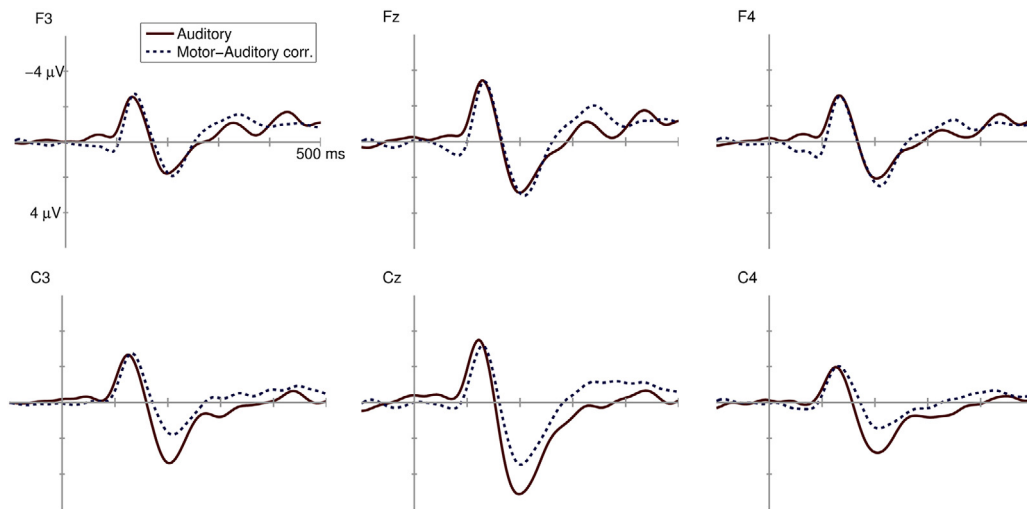 F3
Fz
F4
Auditory
Motor−Auditory corr.
−4 μV
500 ms
4 μV
C3
Cz
C4